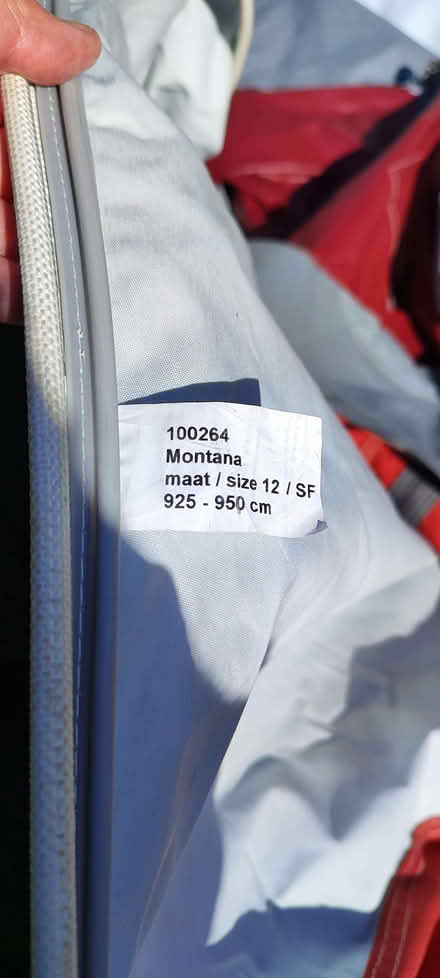 100264
Montana
maat / size 12 / SF
925 - 950 cm